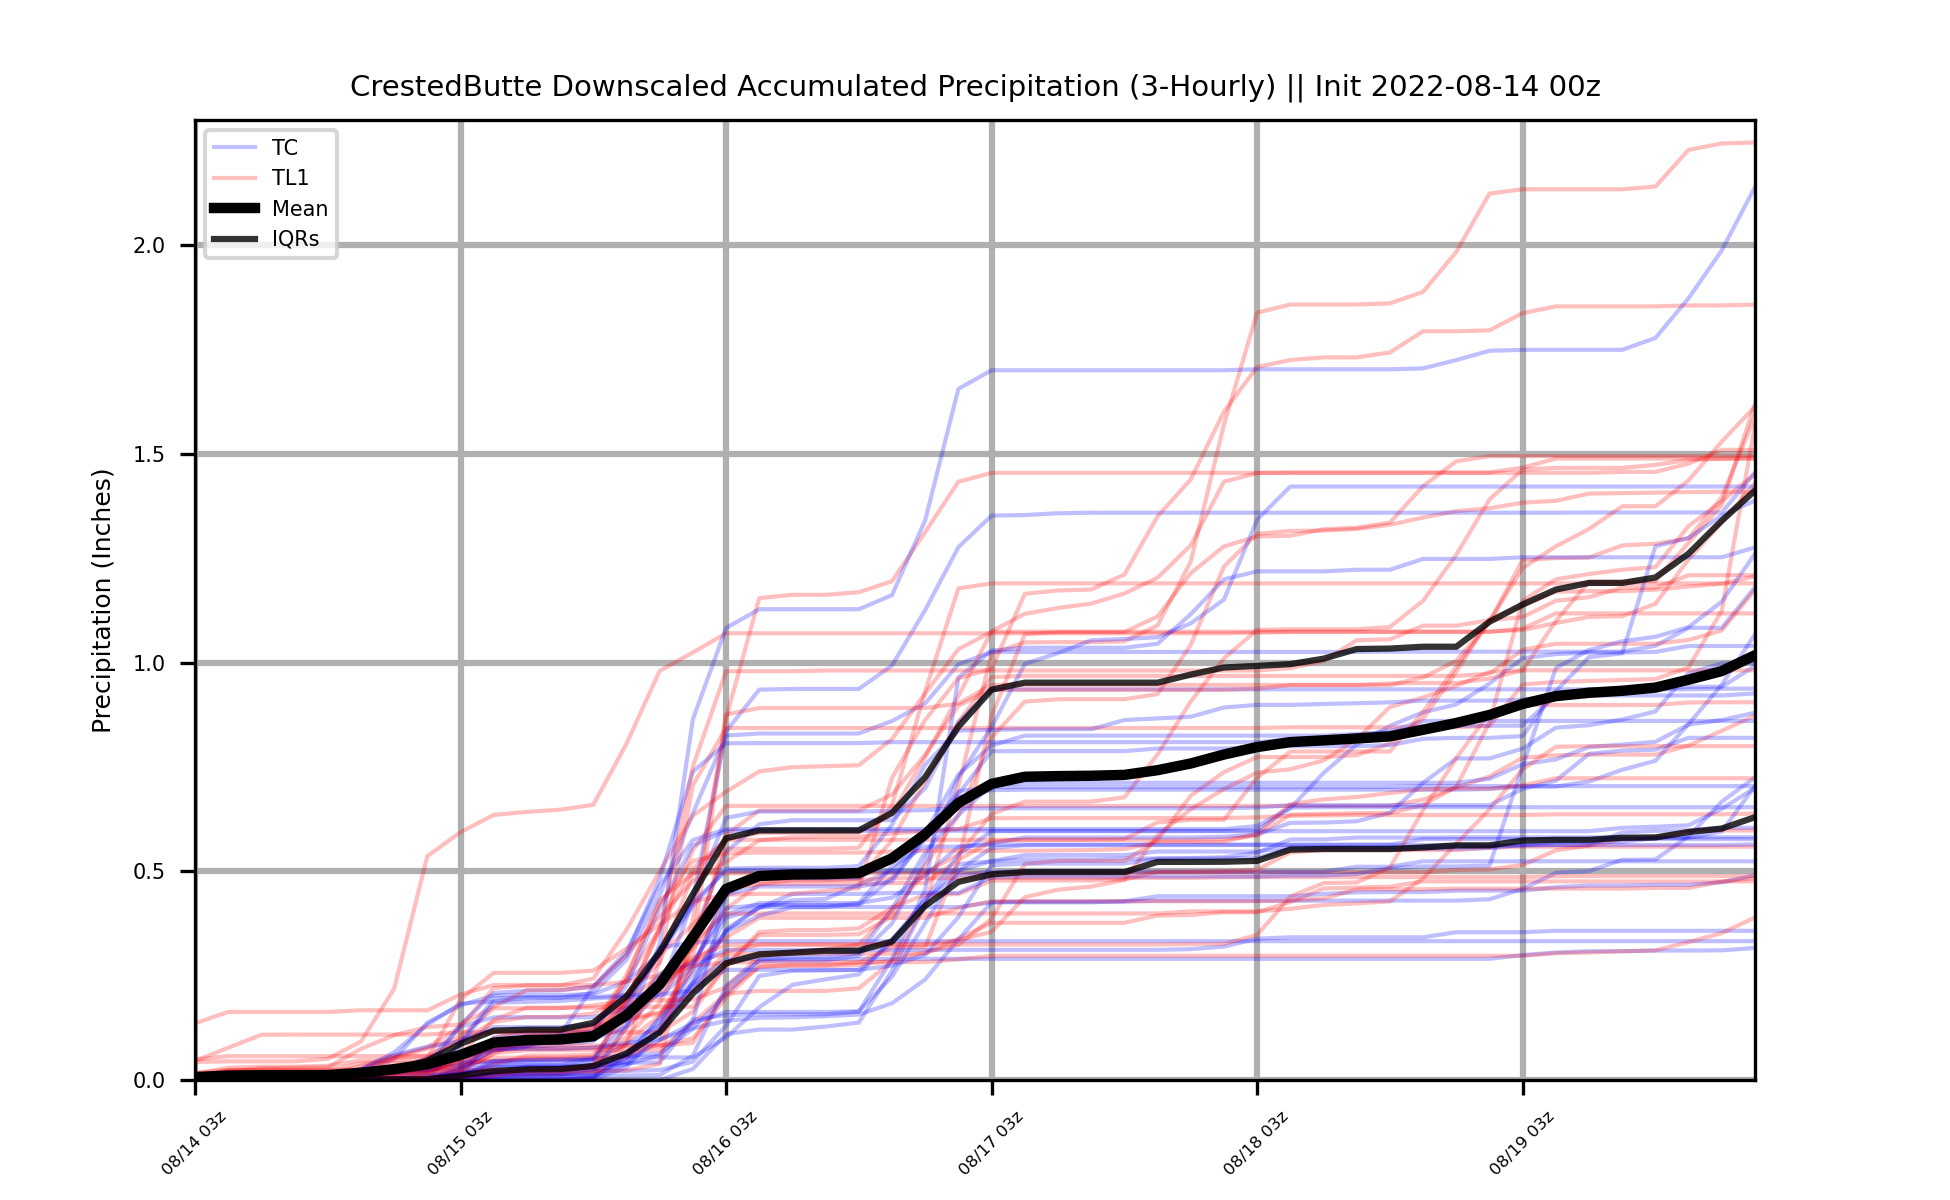 CrestedButte Downscaled Accumulated Precipitation (3-Hourly) || Init 2022-08-14 00z
TC
TL1
Mean
IQRs
Precipitation (Inches)
2.0
1.5
1.0
0.5
0.0
08/14 03z
08/15 03z
08/16 03z
08/17 03z
08/18 03z
08/19 03z